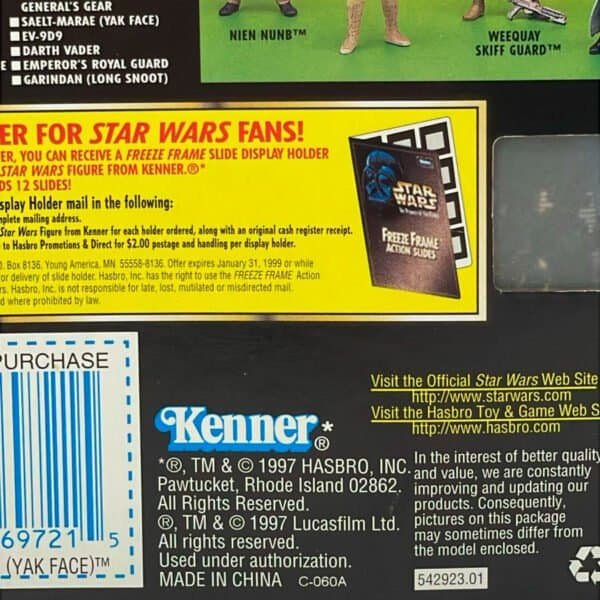 GENERAL'S GEAR
SAELT-MARAE (YAK FACE)
EV-9D9
DARTH VADER
E EMPEROR'S ROYAL GUARD
GARINDAN (LONG SNOOT)
NIEN NUNB™
WEEQUAY
SKIFF GUARD™
ER FOR STAR WARS FANS!
ER, YOU CAN RECEIVE A FREEZE FRAME SLIDE DISPLAY HOLDER
STAR WARS FIGURE FROM KENNER.®*
DS 12 SLIDES!
splay Holder mail in the following:
mplete mailing address.
Star Wars Figure from Kenner for each holder ordered, along with an original cash register receipt.
to Hasbro Promotions & Direct for $2.00 postage and handling per display holder.
. Box 8136, Young America, MN 55558-8136. Offer expires January 31, 1999 or while
or delivery of slide holder. Hasbro, Inc. has the right to use the FREEZE FRAME Action
rs. Hasbro, Inc. is not responsible for late, lost, mutilated or misdirected mail.
d where prohibited by law.
STAR
WARS
FREEZE FRAME
ACTION SLIDES
PURCHASE
69721 5
(YAK FACE)™
Kenner*
®
*®, TM & © 1997 HASBRO, INC.
Pawtucket, Rhode Island 02862.
All Rights Reserved.
®, TM & © 1997 Lucasfilm Ltd.
All rights reserved.
Used under authorization.
MADE IN CHINA C-060A
Visit the Official Star Wars Web Site
http://www.starwars.com
Visit the Hasbro Toy & Game Web S
http://www.hasbro.com
In the interest of better quality
and value, we are constantly
improving and updating our
products. Consequently,
pictures on this package
may sometimes differ from
the model enclosed.
542923.01